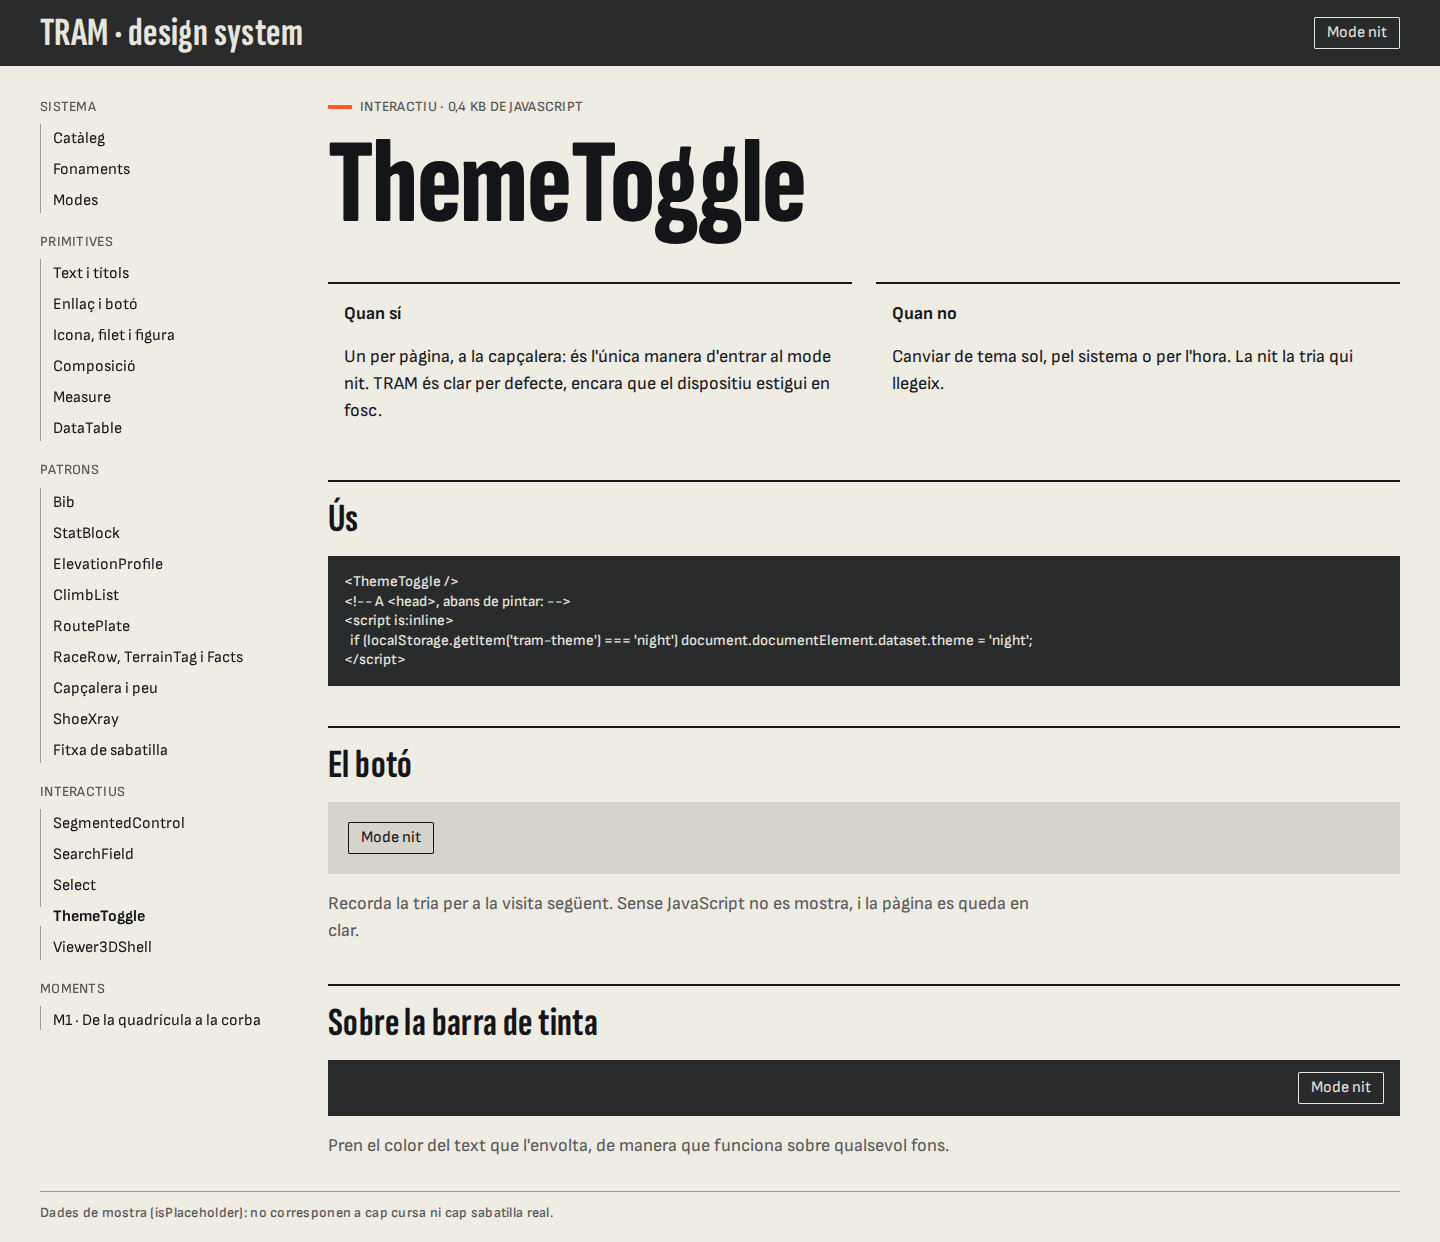 TRAM · design system
Mode nit
SISTEMA
Catàleg
Fonaments
Modes
PRIMITIVES
Text i títols
Enllaç i botó
Icona, filet i figura
Composició
Measure
DataTable
PATRONS
Bib
StatBlock
ElevationProfile
ClimbList
RoutePlate
RaceRow, TerrainTag i Facts
Capçalera i peu
ShoeXray
Fitxa de sabatilla
INTERACTIUS
SegmentedControl
SearchField
Select
ThemeToggle
Viewer3DShell
MOMENTS
M1 · De la quadrícula a la corba
INTERACTIU · 0,4 KB DE JAVASCRIPT
ThemeToggle
Quan sí
Un per pàgina, a la capçalera: és l'única manera d'entrar al mode
nit. TRAM és clar per defecte, encara que el dispositiu estigui en
fosc.
Quan no
Canviar de tema sol, pel sistema o per l'hora. La nit la tria qui
llegeix.
Ús
<ThemeToggle />
<!-- A <head>, abans de pintar: -->
<script is:inline>
if (localStorage.getItem('tram-theme') === 'night') document.documentElement.dataset.theme = 'night';
</script>
El botó
Mode nit
Recorda la tria per a la visita següent. Sense JavaScript no es mostra, i la pàgina es queda en
clar.
Sobre la barra de tinta
Mode nit
Pren el color del text que l'envolta, de manera que funciona sobre qualsevol fons.
Dades de mostra (isPlaceholder): no corresponen a cap cursa ni cap sabatilla real.